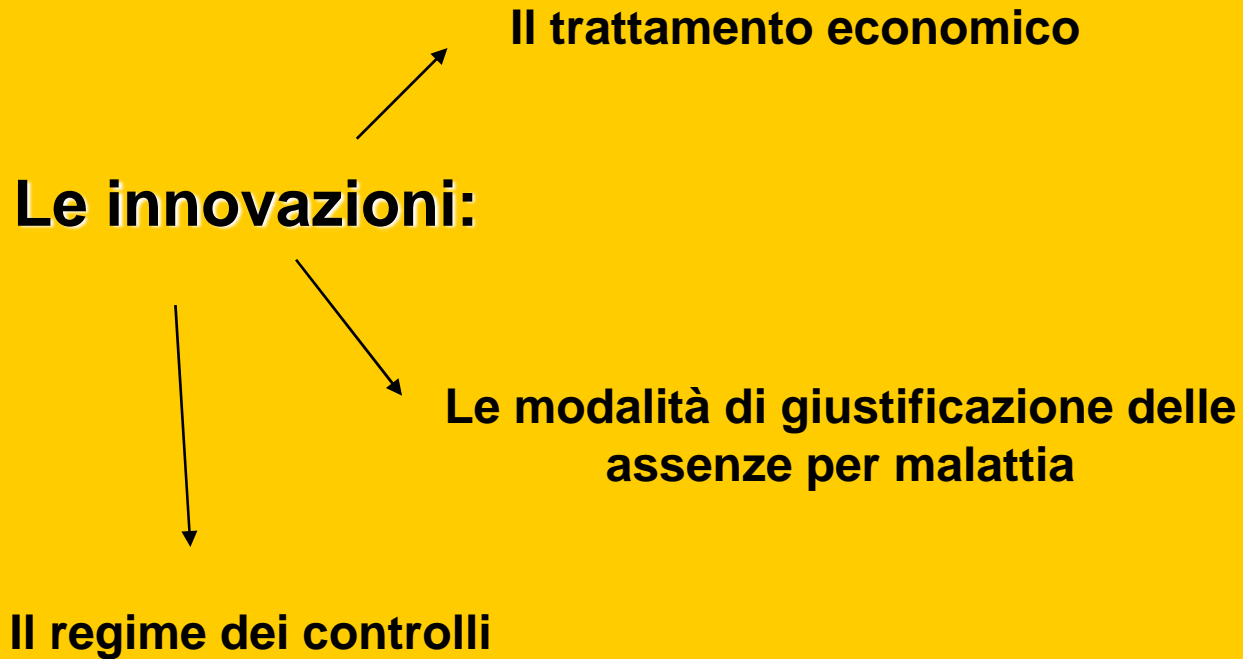 Il trattamento economico
Le innovazioni:
Le modalità di giustificazione delle
assenze per malattia
Il regime dei controlli